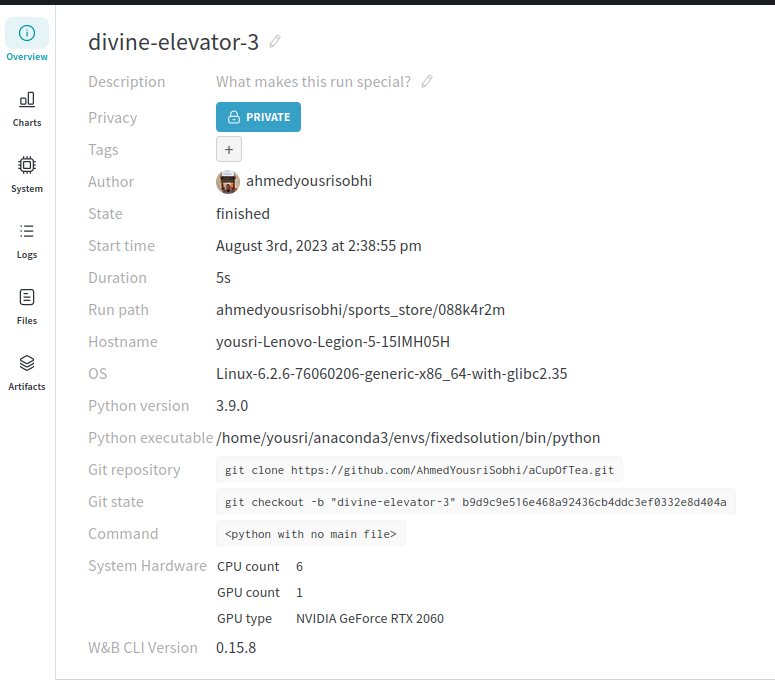 divine-elevator-3
Overview
Description What makes this run special?
Privacy PRIVATE
Charts
Tags +
Author ahmedyousrisobhi
System
State finished
Start time August 3rd, 2023 at 2:38:55 pm
Logs
Duration 5s
Run path ahmedyousrisobhi/sports_store/088k4r2m
Files
Hostname yousri-Lenovo-Legion-5-15IMH05H
OS Linux-6.2.6-76060206-generic-x86_64-with-glibc2.35
Artifacts
Python version 3.9.0
Python executable /home/yousri/anaconda3/envs/fixedsolution/bin/python
Git repository git clone https://github.com/AhmedYousriSobhi/aCupOfTea.git
Git state git checkout -b "divine-elevator-3" b9d9c9e516e468a92436cb4ddc3ef0332e8d404a
Command <python with no main file>
System Hardware CPU count 6
GPU count 1
GPU type NVIDIA GeForce RTX 2060
W&B CLI Version 0.15.8